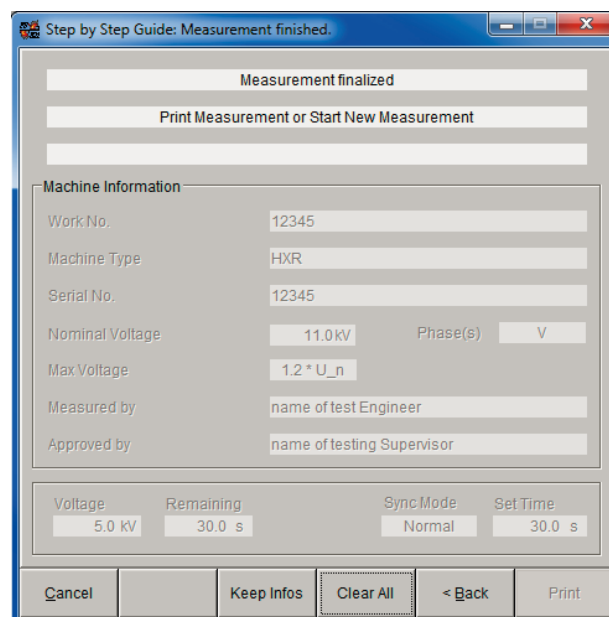 Step by Step Guide: Measurement finished.
Measurement finalized
Print Measurement or Start New Measurement
Machine Information
Work No. 12345
Machine Type HXR
Serial No. 12345
Nominal Voltage 11.0kV Phase(s) V
Max Voltage 1.2 * U_n
Measured by name of test Engineer
Approved by name of testing Supervisor
Voltage Remaining Sync Mode Set Time
5.0 kV 30.0 s Normal 30.0 s
Cancel Keep Infos Clear All < Back Print